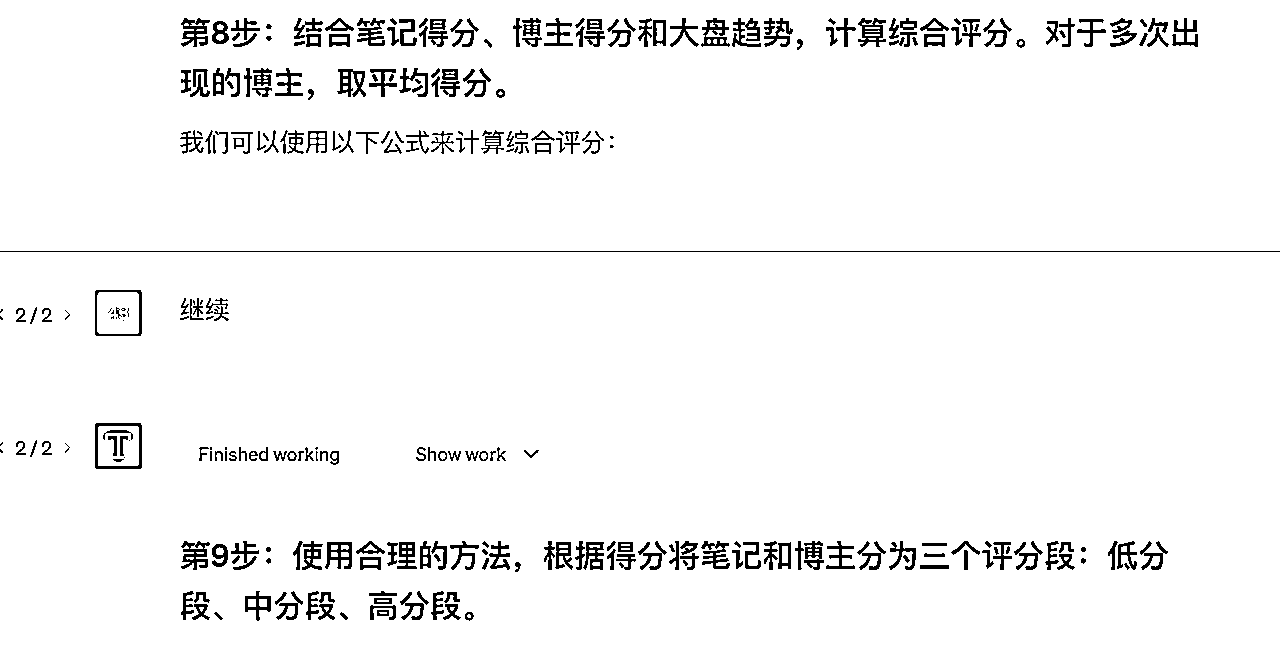 第8步：结合笔记得分、博主得分和大盘趋势，计算综合评分。对于多次出
现的博主，取平均得分。
我们可以使用以下公式来计算综合评分：
< 2/2 >
继续
< 2/2 >
Finished working Show work
第9步：使用合理的方法，根据得分将笔记和博主分为三个评分段：低分
段、中分段、高分段。